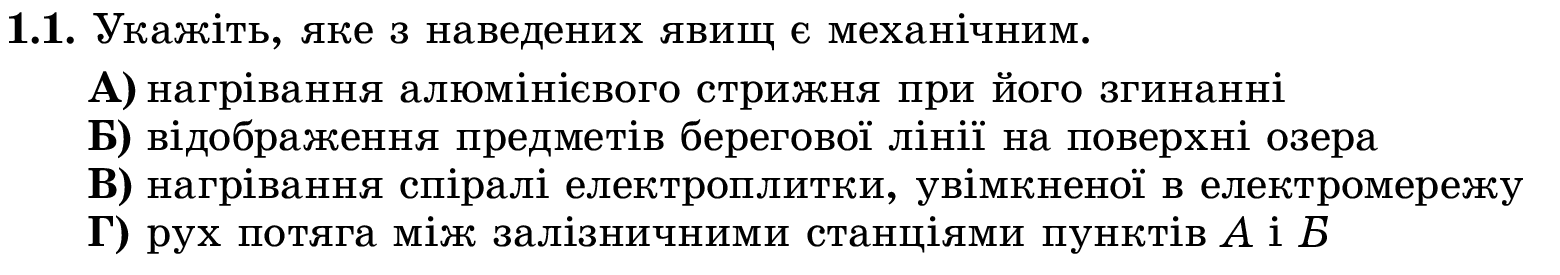 1.1. Укажіть, яке з наведених явищ є механічним.
А) нагрівання алюмінієвого стрижня при його згинанні
Б) відображення предметів берегової лінії на поверхні озера
В) нагрівання спіралі електроплитки, увімкненої в електромережу
Г) рух потяга між залізничними станціями пунктів А і Б